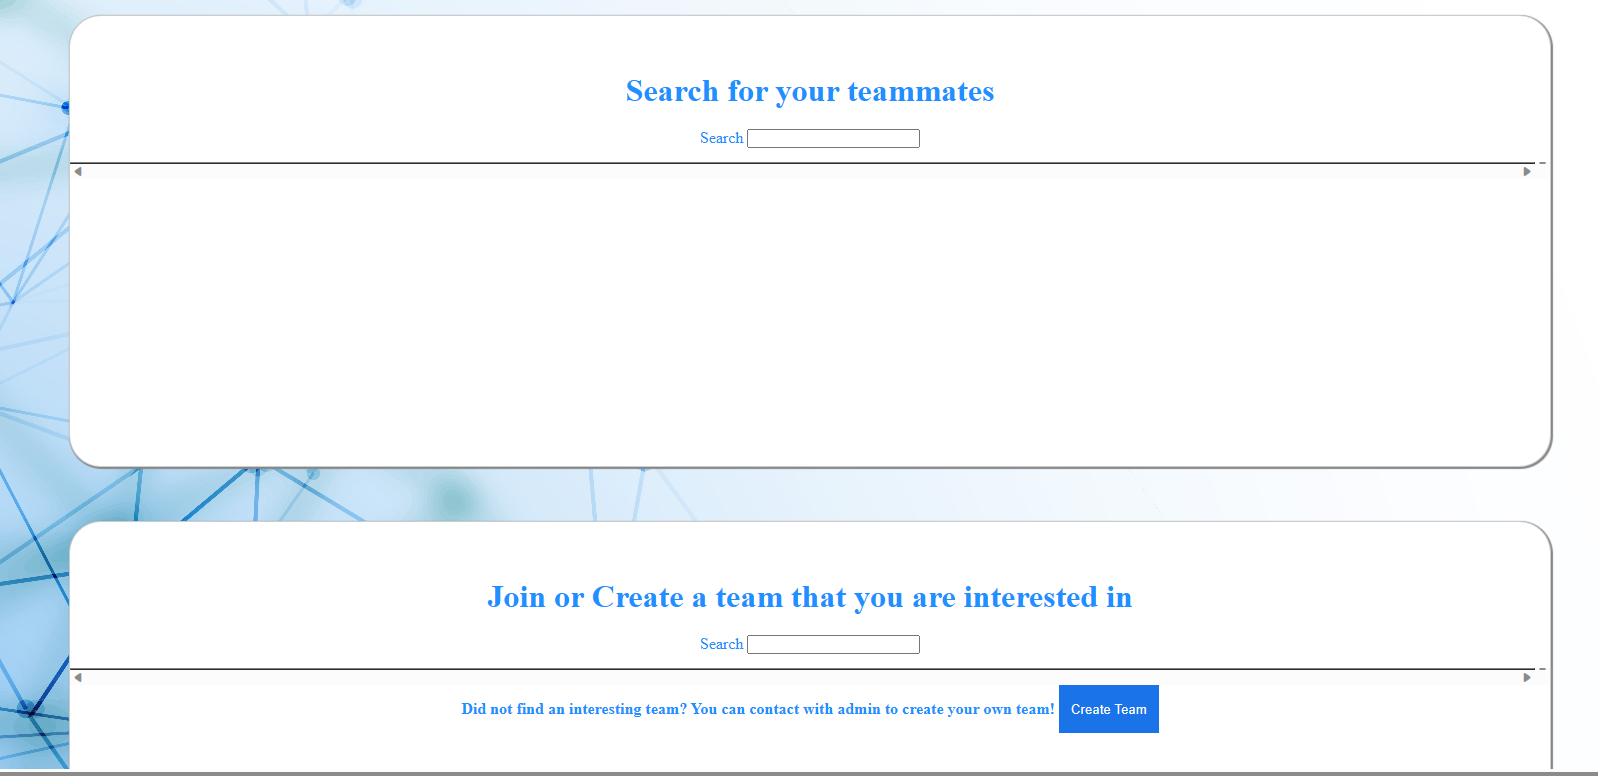 Search for your teammates
Search
Join or Create a team that you are interested in
Search
Did not find an interesting team? You can contact with admin to create your own team! Create Team